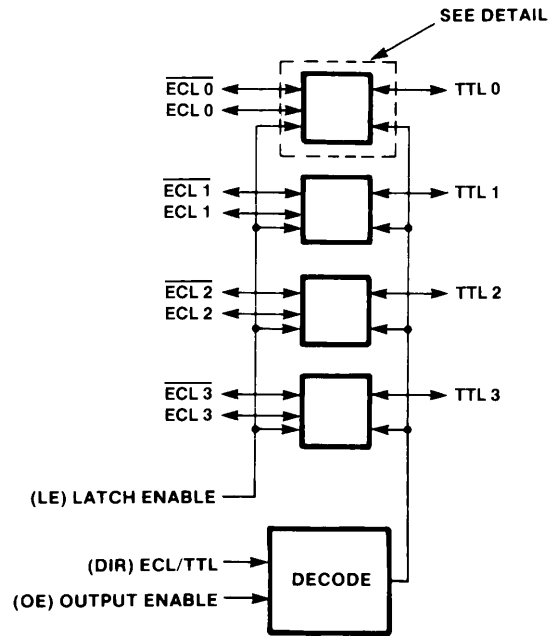 SEE DETAIL
ECL 0 TTL 0
ECL 0
ECL 1 TTL 1
ECL 1
ECL 2 TTL 2
ECL 2
ECL 3 TTL 3
ECL 3
(LE) LATCH ENABLE
(DIR) ECL/TTL
DECODE
(OE) OUTPUT ENABLE